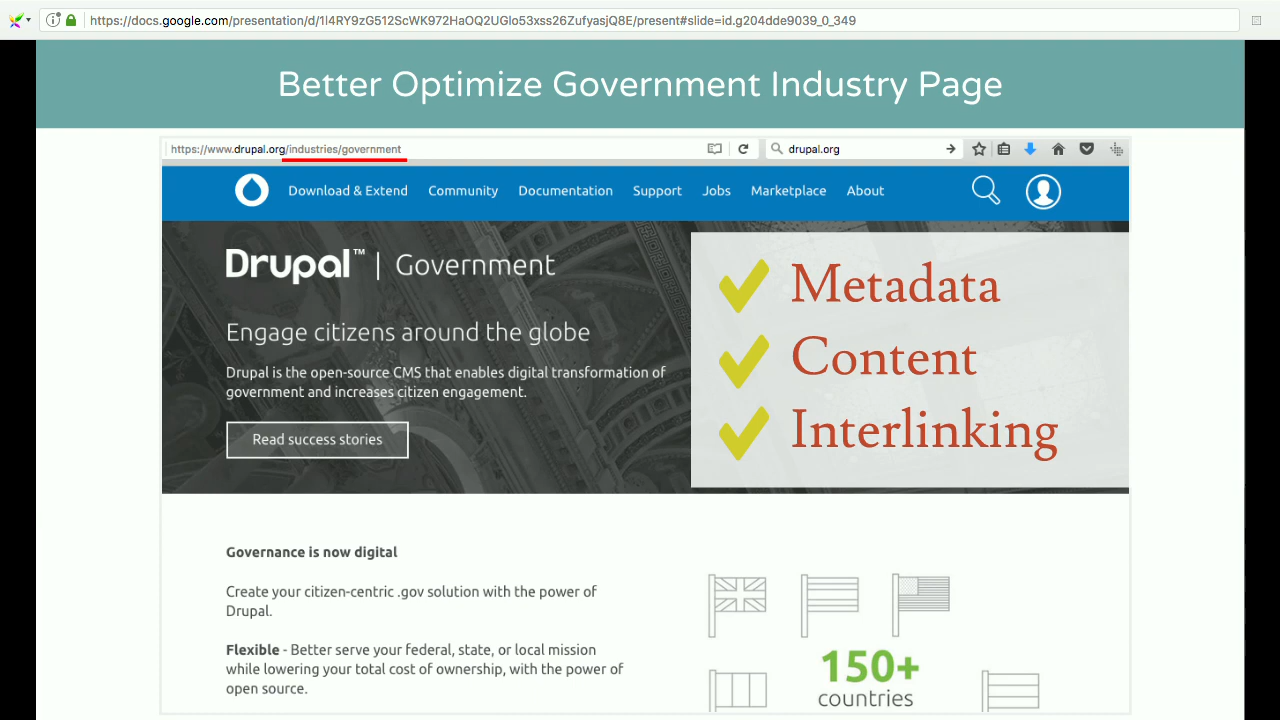 https://docs.google.com/presentation/d/1l4RY9zG512ScWK972HaOQ2UGlo53xss26ZufyasjQ8E/present#slide=id.g204dde9039_0_349
Better Optimize Government Industry Page
https://www.drupal.org/industries/government
drupal.org
Download & Extend Community Documentation Support Jobs Marketplace About
Drupal™ | Government
Engage citizens around the globe
Drupal is the open-source CMS that enables digital transformation of
government and increases citizen engagement.
Read success stories
Metadata
Content
Interlinking
Governance is now digital
Create your citizen-centric .gov solution with the power of
Drupal.
Flexible - Better serve your federal, state, or local mission
while lowering your total cost of ownership, with the power of
open source.
150+
countries